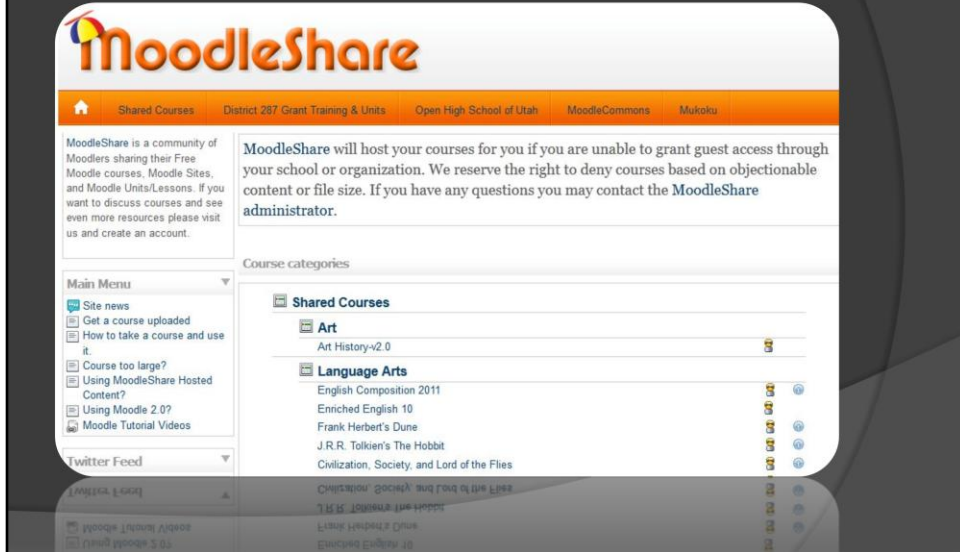 MoodleShare
Shared Courses District 287 Grant Training & Units Open High School of Utah MoodleCommons Mukoku
MoodleShare is a community of
Moodlers sharing their Free
Moodle courses, Moodle Sites,
and Moodle Units/Lessons. If you
want to discuss courses and see
even more resources please visit
us and create an account.
Main Menu
Site news
Get a course uploaded
How to take a course and use
it.
Course too large?
Using MoodleShare Hosted
Content?
Using Moodle 2.0?
Moodle Tutorial Videos
Twitter Feed
MoodleShare will host your courses for you if you are unable to grant guest access through
your school or organization. We reserve the right to deny courses based on objectionable
content or file size. If you have any questions you may contact the MoodleShare
administrator.
Course categories
Shared Courses
Art
Art History-v2.0
Language Arts
English Composition 2011
Enriched English 10
Frank Herbert's Dune
J.R.R. Tolkien's The Hobbit
Civilization, Society, and Lord of the Flies